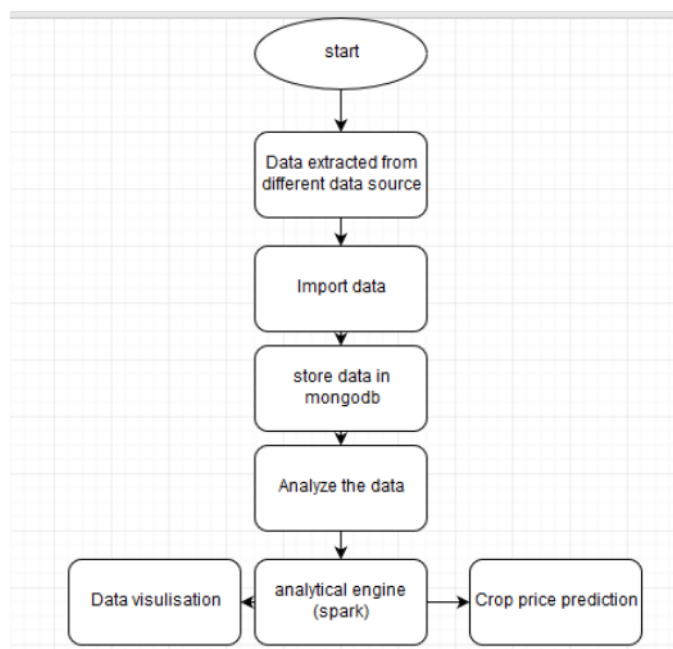 start
Data extracted from
different data source
Import data
store data in
mongodb
Analyze the data
Data visulisation
analytical engine
(spark)
Crop price prediction